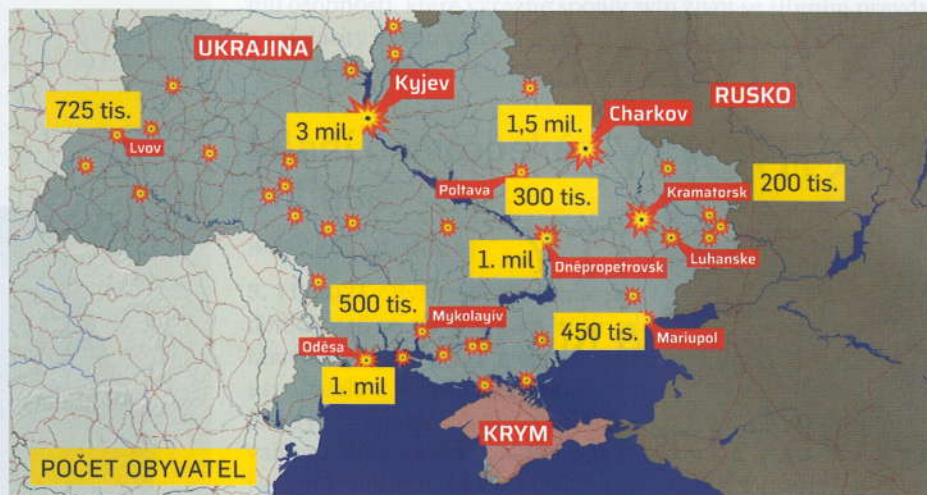 UKRAJINA
Kyjev
725 tis.
Lvov
3 mil.
1,5 mil.
Charkov
RUSKO
Poltava
300 tis.
Kramatorsk
200 tis.
1. mil
Dněpropetrovsk
Luhanske
500 tis.
Mykolayiv
450 tis.
Mariupol
Oděsa
1. mil
KRYM
POČET OBYVATEL